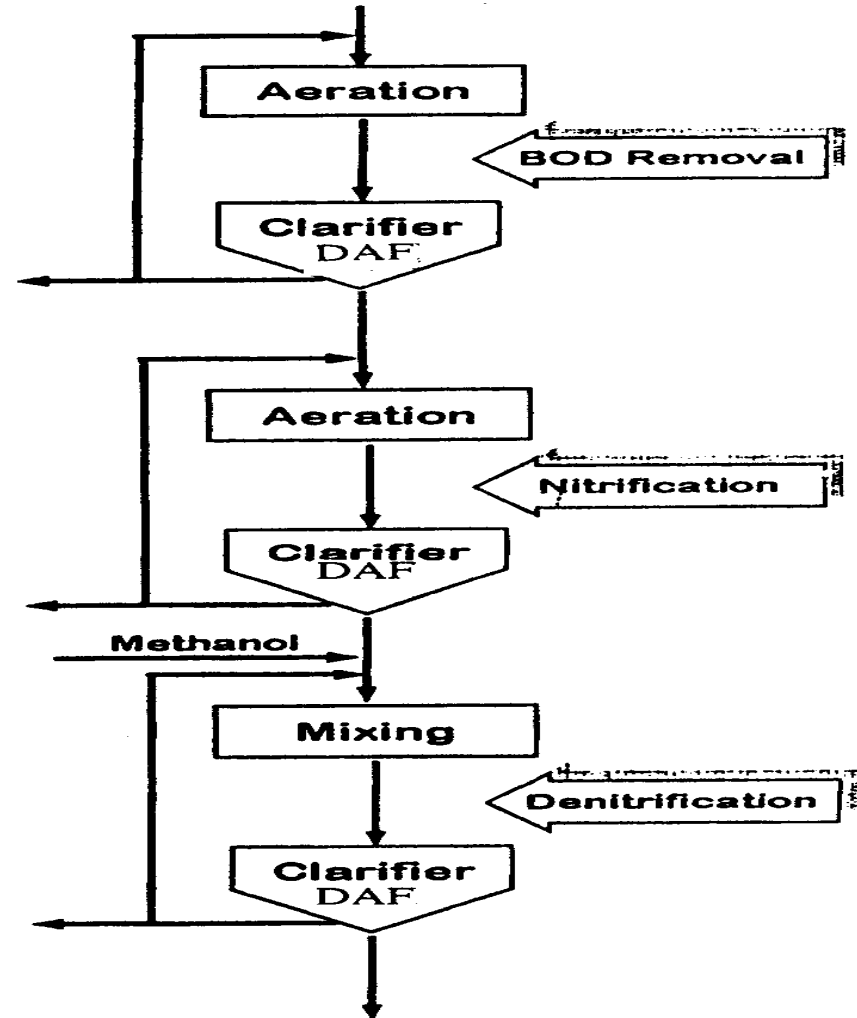 Aeration
BOD Removal
Clarifier
DAF
Aeration
Nitrification
Clarifier
DAF
Methanol
Mixing
Denitrification
Clarifier
DAF